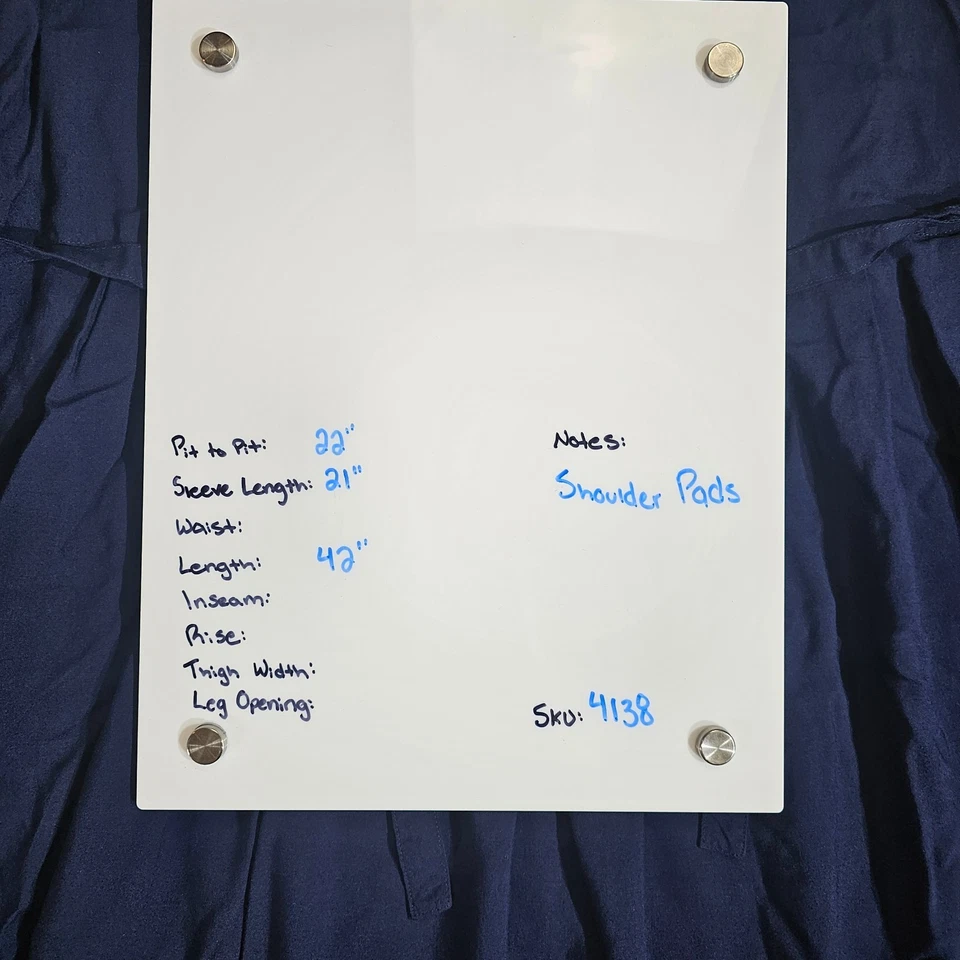 Pit to Pit: 22"
Sleeve Length: 21"
Waist:
Length: 42"
Inseam:
Rise:
Thigh Width:
Leg Opening:
Notes:
Shoulder Pads
SKU: 4138